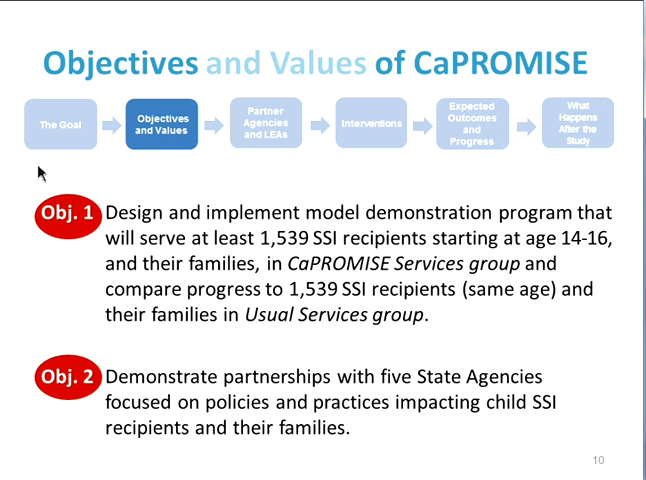 Objectives and Values of CaPROMISE
The Goal
Objectives
and Values
Partner
Agencies
and LEAs
Interventions
Expected
Outcomes
and
Progress
What
Happens
After the
Study
Obj. 1
Design and implement model demonstration program that
will serve at least 1,539 SSI recipients starting at age 14-16,
and their families, in CaPROMISE Services group and
compare progress to 1,539 SSI recipients (same age) and
their families in Usual Services group.
Obj. 2
Demonstrate partnerships with five State Agencies
focused on policies and practices impacting child SSI
recipients and their families.
10